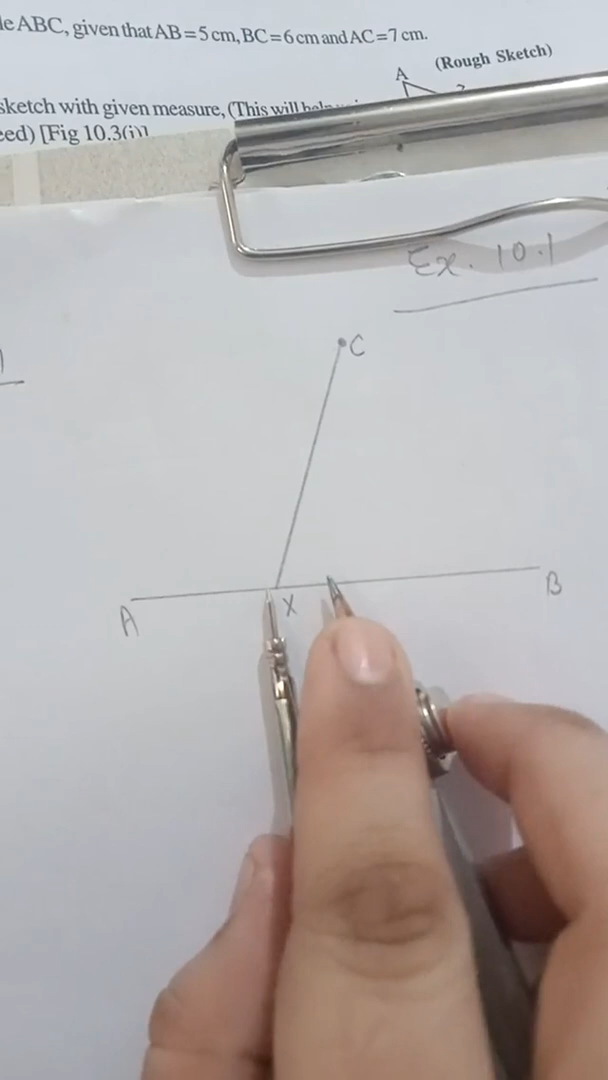 le ABC, given that AB = 5 cm, BC = 6 cm and AC = 7 cm.
(Rough Sketch)
A
sketch with given measure, (This will
eed) [Fig 10.3(i)]
Ex. 10.1
C
X
B
A